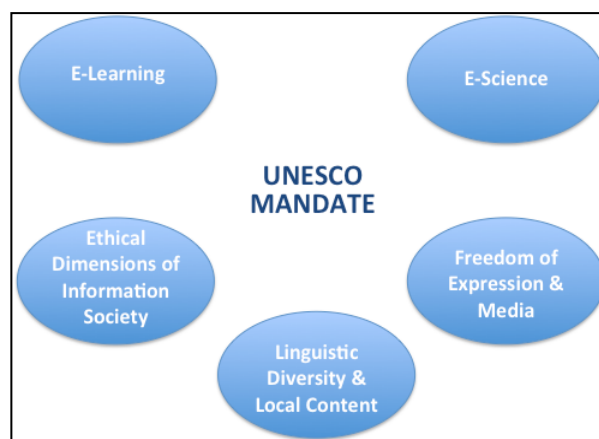 E-Learning
E-Science
UNESCO
MANDATE
Ethical
Dimensions of
Information
Society
Freedom of
Expression &
Media
Linguistic
Diversity &
Local Content